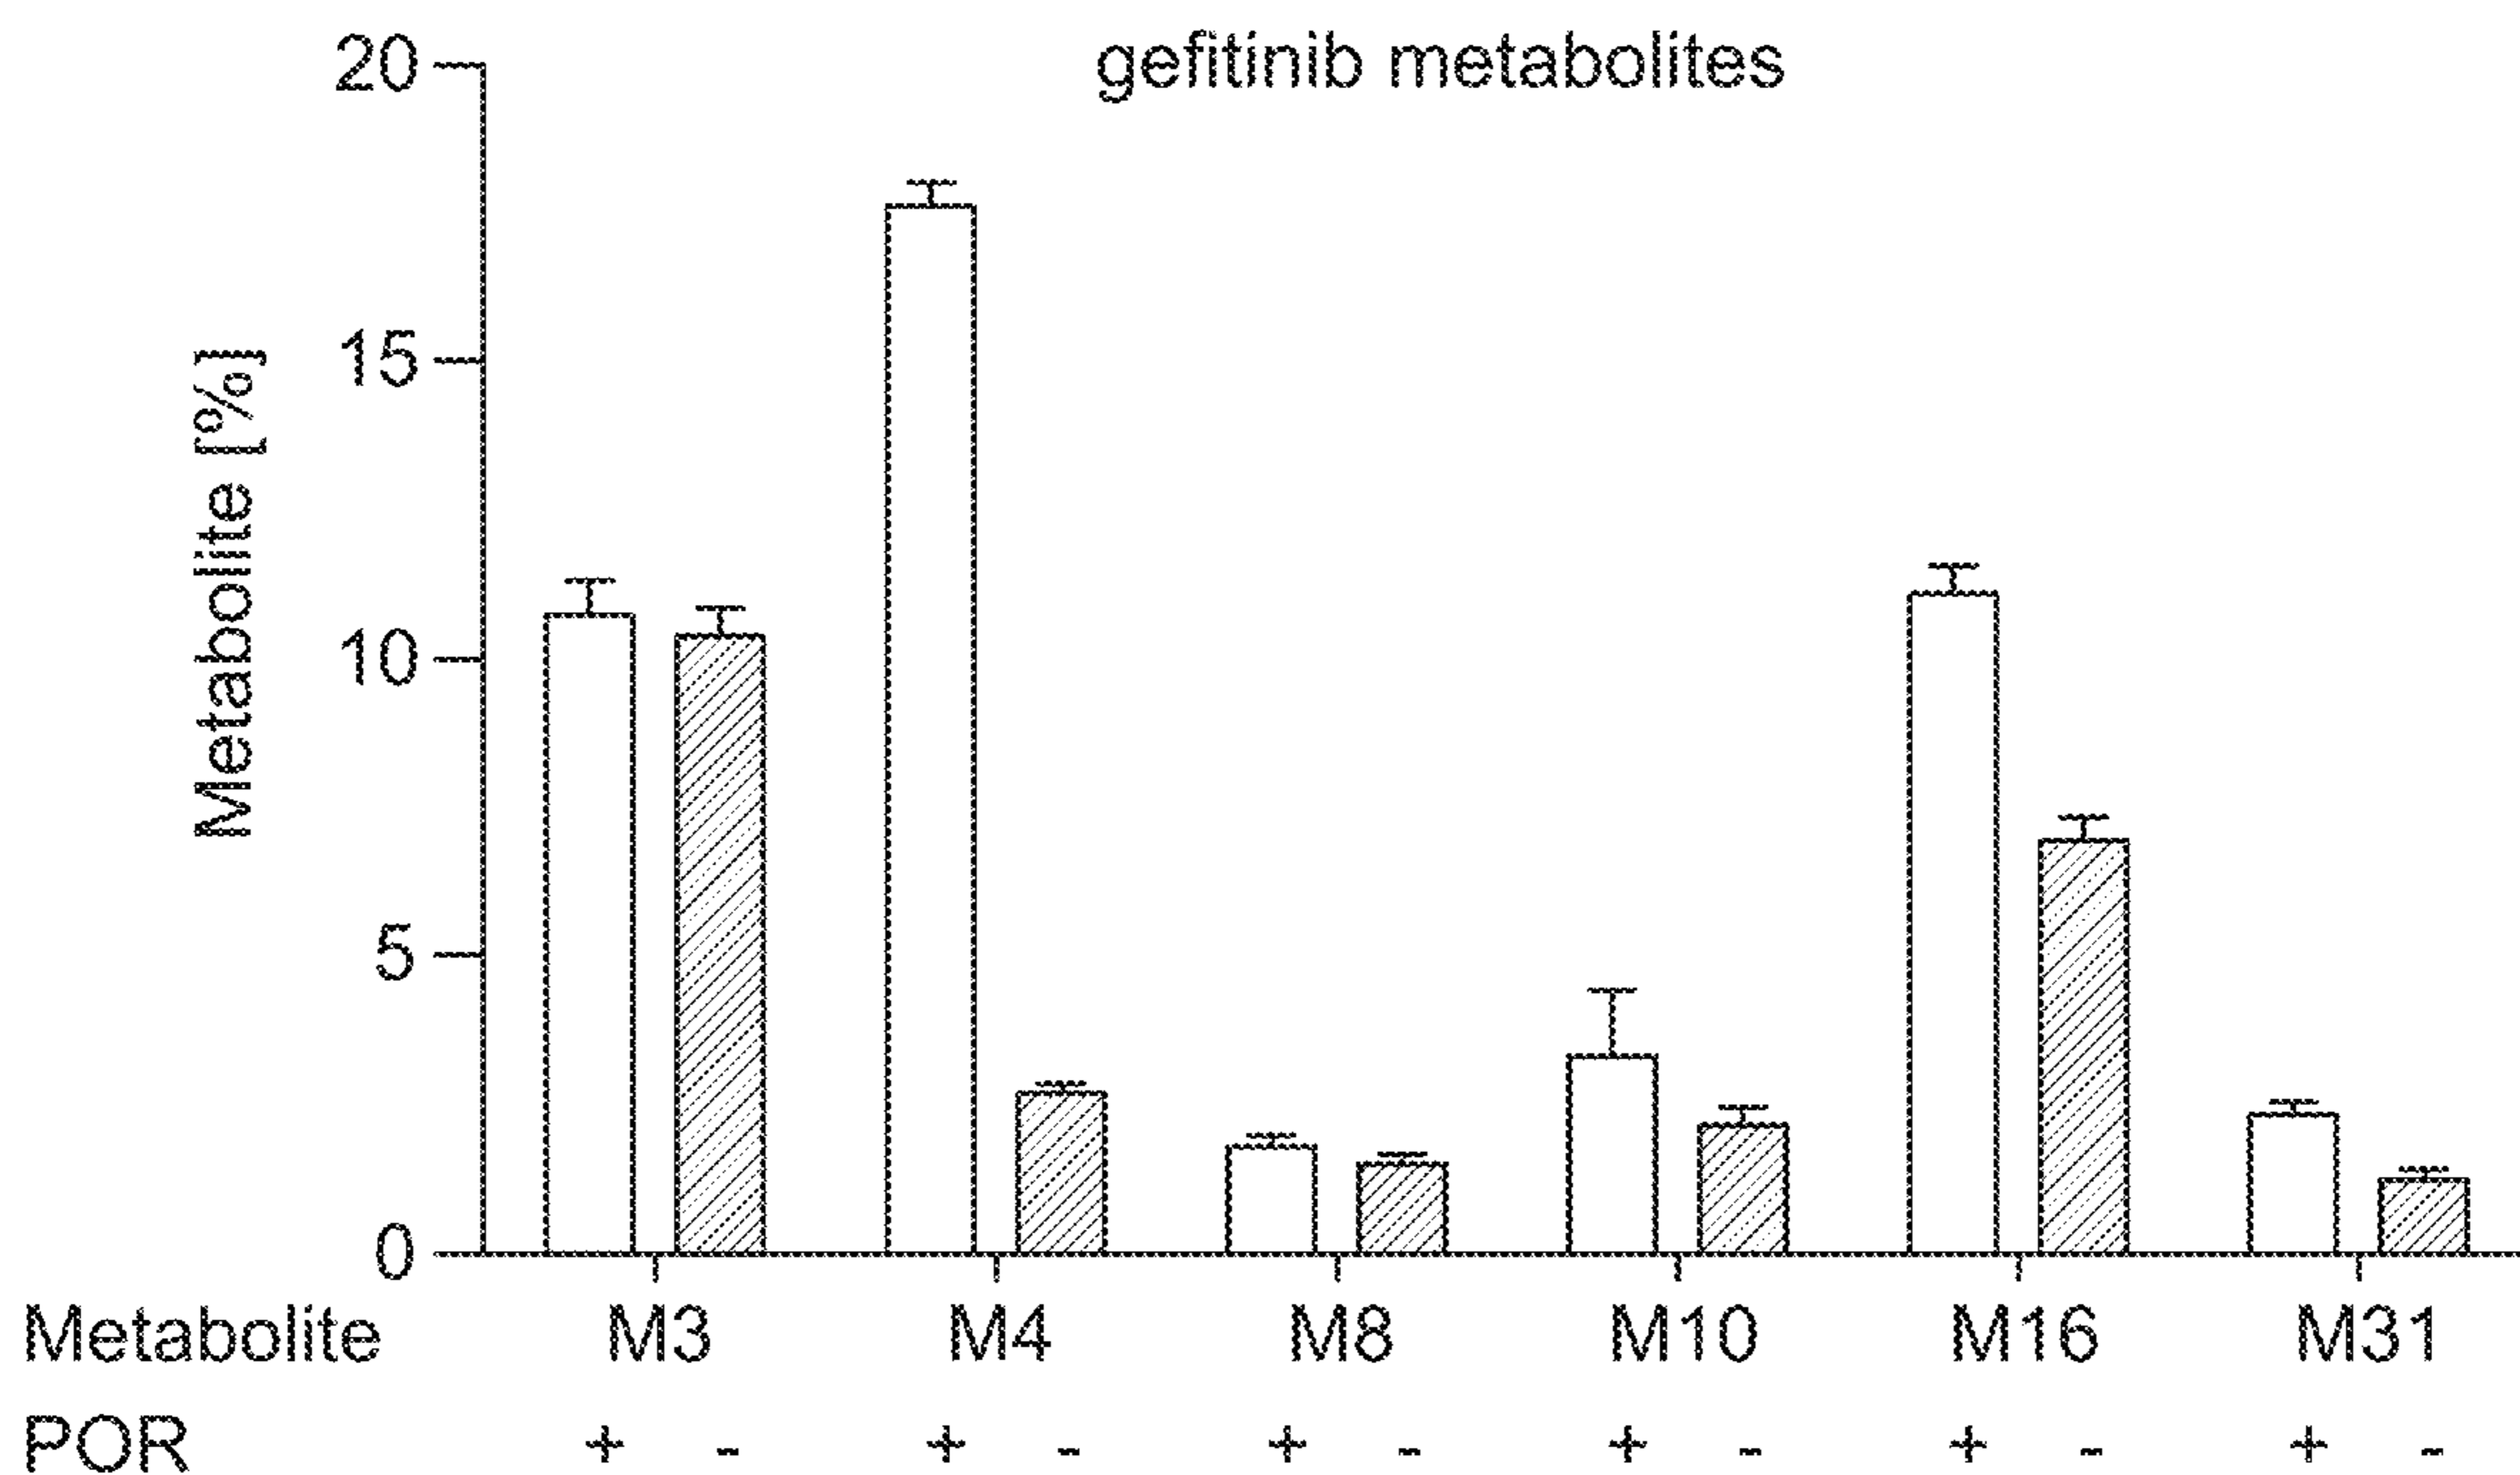 gefitinib metabolites
Metabolite [%]
20
15
10
5
0
Metabolite M3 M4 M8 M10 M16 M31
POR + - + - + - + - + - + -